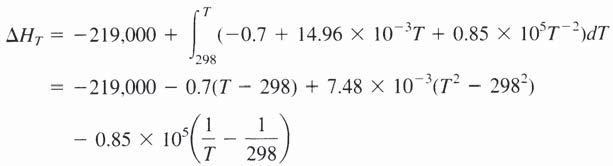 ΔH_T = −219,000 + ∫_{298}^{T} (−0.7 + 14.96 × 10^{−3}T + 0.85 × 10^{5}T^{−2})dT
= −219,000 − 0.7(T − 298) + 7.48 × 10^{−3}(T^{2} − 298^{2})
− 0.85 × 10^{5}(1/T − 1/298)